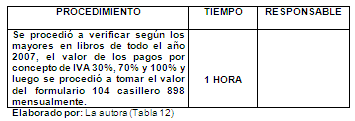 PROCEDIMIENTO TIEMPO RESPONSABLE
Se procedió a verificar según los
mayores en libros de todo el año
2007, el valor de los pagos por
concepto de IVA 30%, 70% y 100% y
luego se procedió a tomar el valor
del formulario 104 casillero 898
mensualmente.
1 HORA
Elaborado por: La autora (Tabla 12)